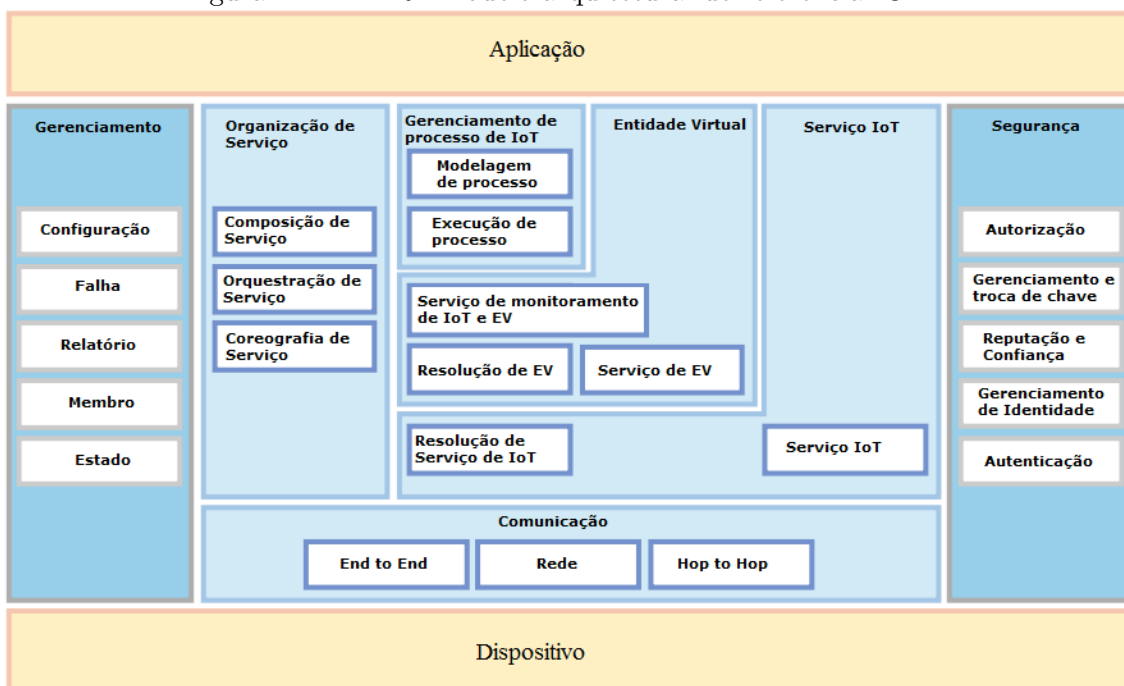 Aplicação
Gerenciamento
Configuração
Falha
Relatório
Membro
Estado
Organização de
Serviço
Composição de
Serviço
Orquestração de
Serviço
Coreografia de
Serviço
Gerenciamento de
processo de IoT
Modelagem
de processo
Execução de
processo
Entidade Virtual
Serviço de monitoramento
de IoT e EV
Resolução de EV
Serviço de EV
Serviço IoT
Resolução de
Serviço de IoT
Serviço IoT
Comunicação
End to End
Rede
Hop to Hop
Segurança
Autorização
Gerenciamento e
troca de chave
Reputação e
Confiança
Gerenciamento
de Identidade
Autenticação
Dispositivo